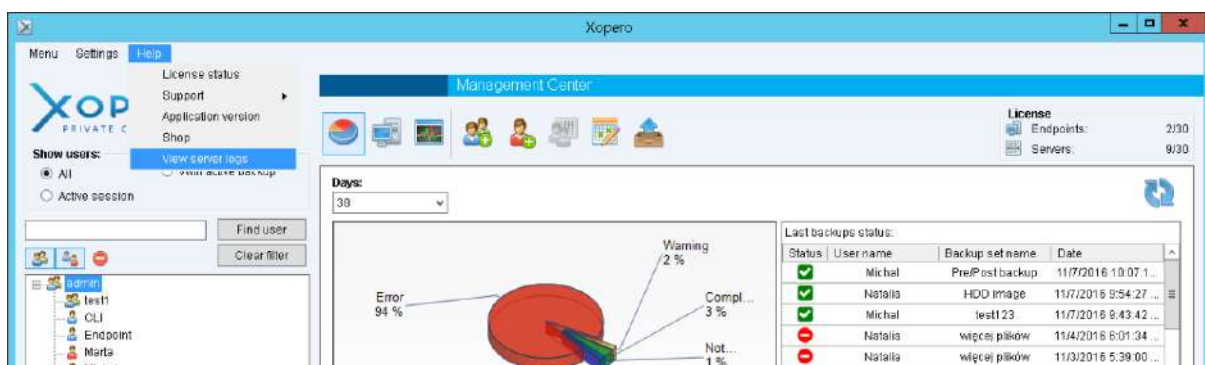 Xopero
Menu Settings Help
License status
Support
Application version
Shop
View server logs
XOP
PRIVATE C
Show users:
All
With active backup
Active session
Find user
Clear filter
admin
test1
CLI
Endpoint
Marta
Management Center
License
Endpoints: 2/30
Servers: 9/30
Days:
30
Error
94 %
Warning
2 %
Compl...
3 %
Not...
1 %
Last backups status:
Status User name Backup set name Date
Michal Pre/Post backup 11/7/2016 10:07:1...
Natalia HDD image 11/7/2016 9:54:27 ...
Michal test123 11/7/2016 9:43:42 ...
Natalia więcej plików 11/4/2016 6:01:34 ...
Natalia więcej plików 11/3/2016 5:39:00 ...